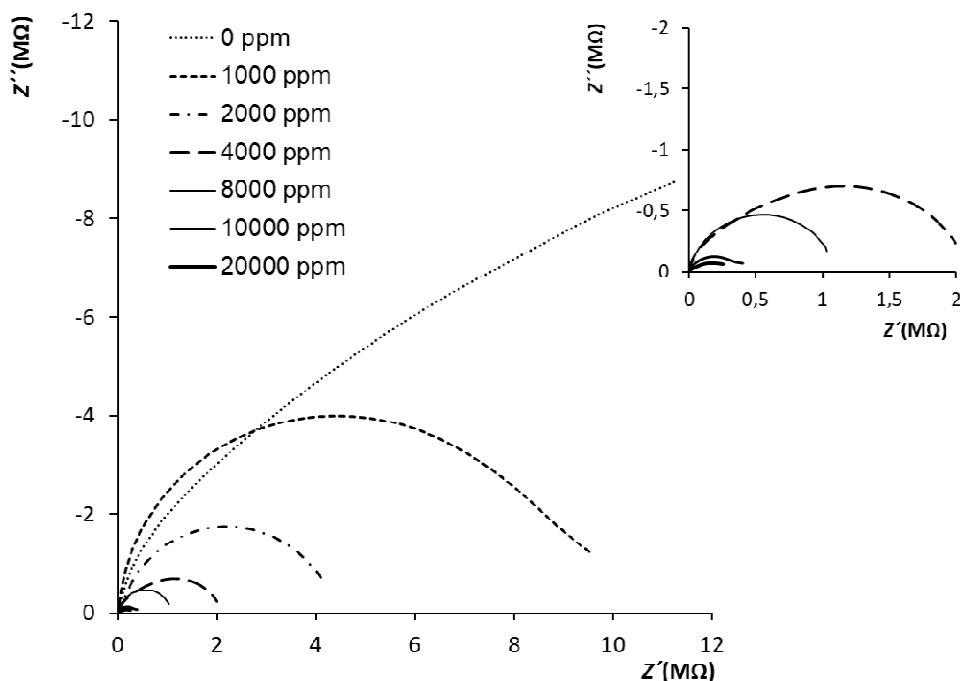 Z´´(MΩ)
-12
-10
-8
-6
-4
-2
0
0 2 4 6 8 10 12
Z´(MΩ)
0 ppm
1000 ppm
2000 ppm
4000 ppm
8000 ppm
10000 ppm
20000 ppm
Z´´(MΩ)
-2
-1,5
-1
-0,5
0
0 0,5 1 1,5 2
Z´(MΩ)